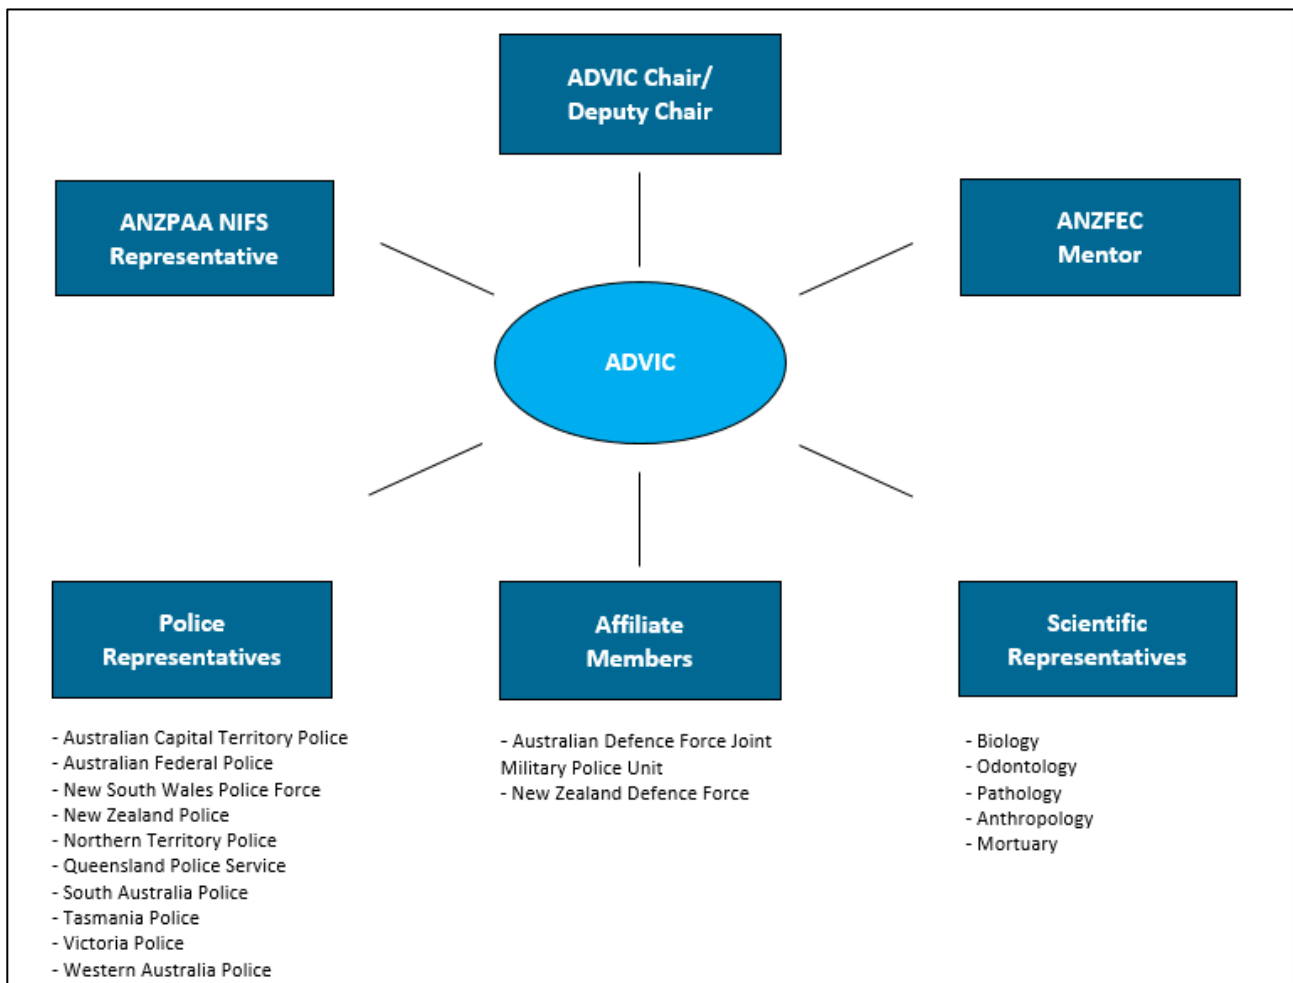 ADVIC Chair/
Deputy Chair
ANZPAA NIFS
Representative
ANZFEC
Mentor
ADVIC
Police
Representatives
- Australian Capital Territory Police
- Australian Federal Police
- New South Wales Police Force
- New Zealand Police
- Northern Territory Police
- Queensland Police Service
- South Australia Police
- Tasmania Police
- Victoria Police
- Western Australia Police
Affiliate
Members
- Australian Defence Force Joint
Military Police Unit
- New Zealand Defence Force
Scientific
Representatives
- Biology
- Odontology
- Pathology
- Anthropology
- Mortuary